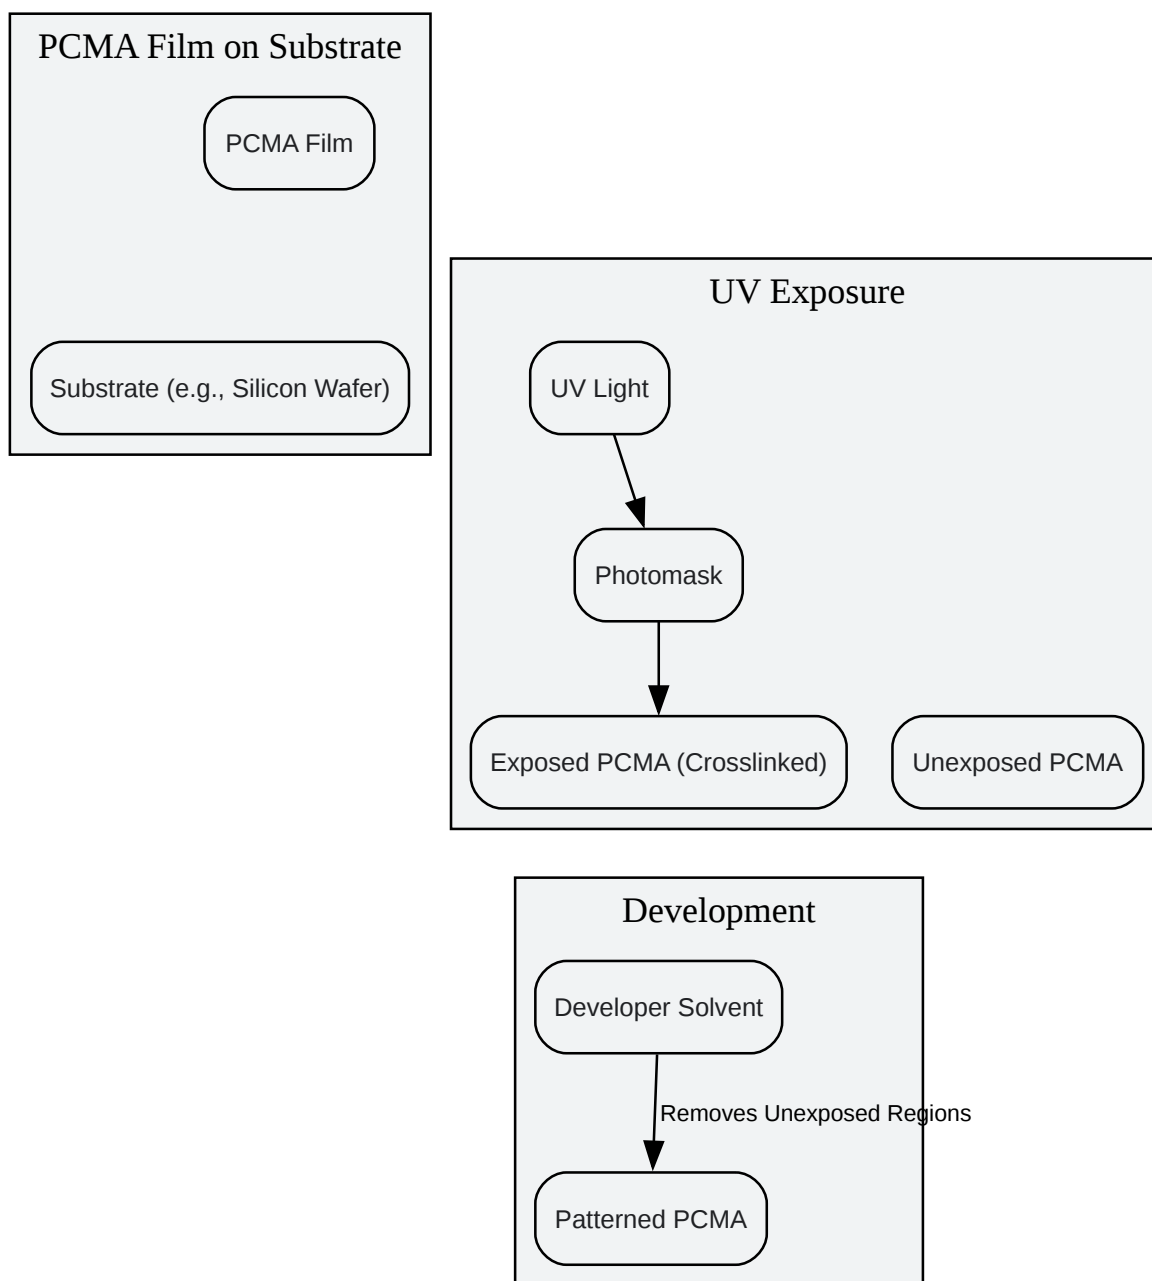 PCMA Film on Substrate
PCMA Film
Substrate (e.g., Silicon Wafer)
UV Exposure
UV Light
Photomask
Exposed PCMA (Crosslinked)
Unexposed PCMA
Development
Developer Solvent
Removes Unexposed Regions
Patterned PCMA